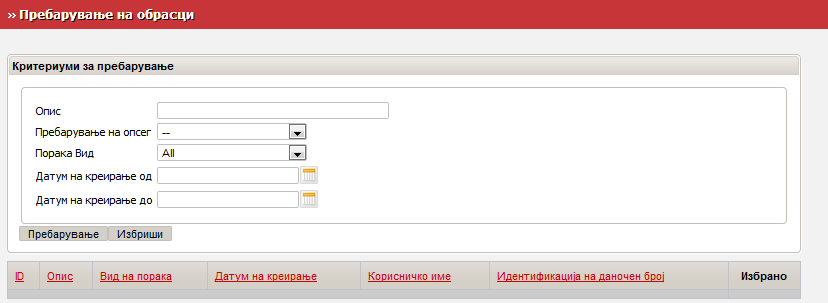 ›› Пребарување на обрасци
Критериуми за пребарување
Опис
Пребарување на опсег --
Порака Вид All
Датум на креирање од
Датум на креирање до
Пребарување Избриши
ID Опис Вид на порака Датум на креирање Корисничко име Идентификација на даночен број Избрано